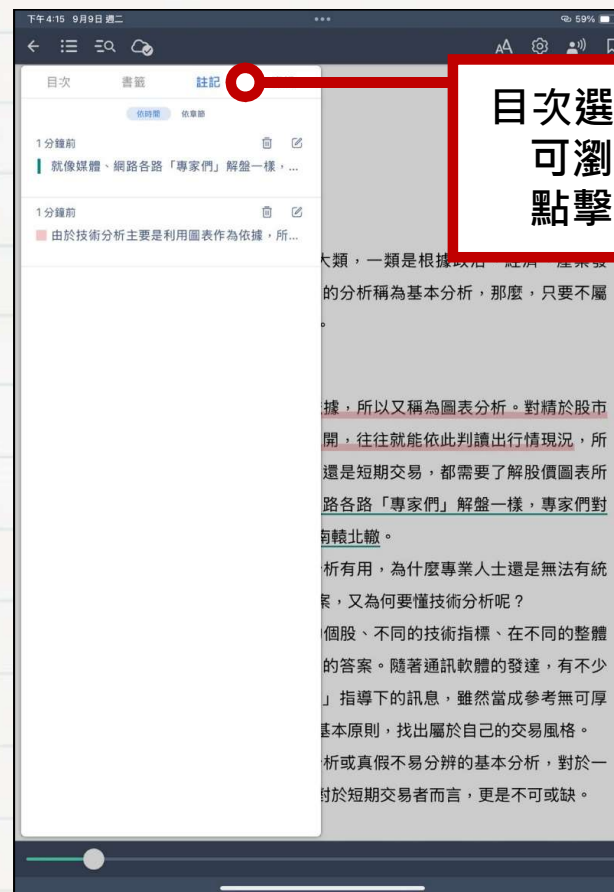 下午4:15 9月9日 週二
59%
AA
目次 書籤 註記
依時間 依章節
1分鐘前
就像媒體、網路各路「專家們」解盤一樣，...
1分鐘前
由於技術分析主要是利用圖表作為依據，所...
目次選
可瀏
點擊
大類，一類是根據政治、經濟、產業發
的分析稱為基本分析，那麼，只要不屬
。
據，所以又稱為圖表分析。對精於股市
開，往往就能依此判讀出行情現況，所
還是短期交易，都需要了解股價圖表所
路各路「專家們」解盤一樣，專家們對
南轅北轍。
析有用，為什麼專業人士還是無法有統
案，又為何要懂技術分析呢？
個股、不同的技術指標、在不同的整體
的答案。隨著通訊軟體的發達，有不少
」指導下的訊息，雖然當成參考無可厚
基本原則，找出屬於自己的交易風格。
析或真假不易分辨的基本分析，對於一
對於短期交易者而言，更是不可或缺。